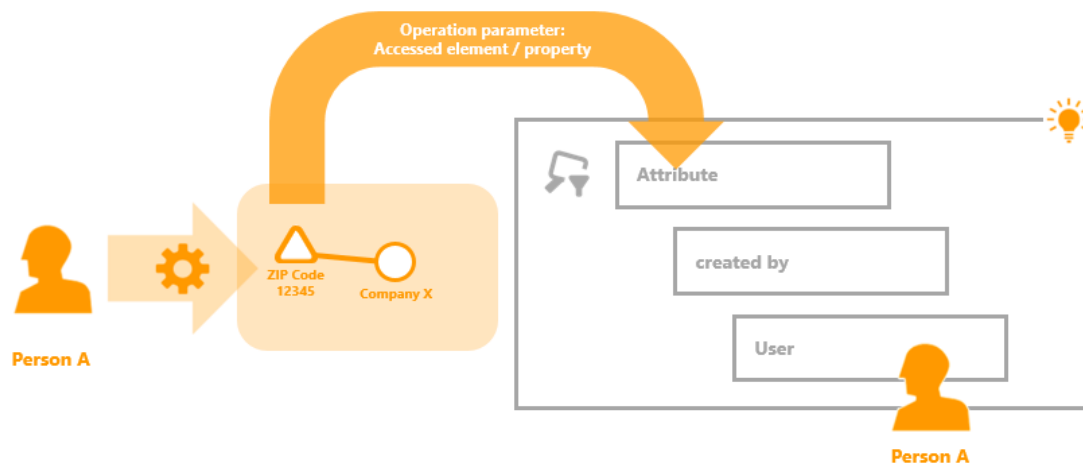 Operation parameter:
Accessed element / property
Attribute
created by
User
ZIP Code
12345
Company X
Person A
Person A